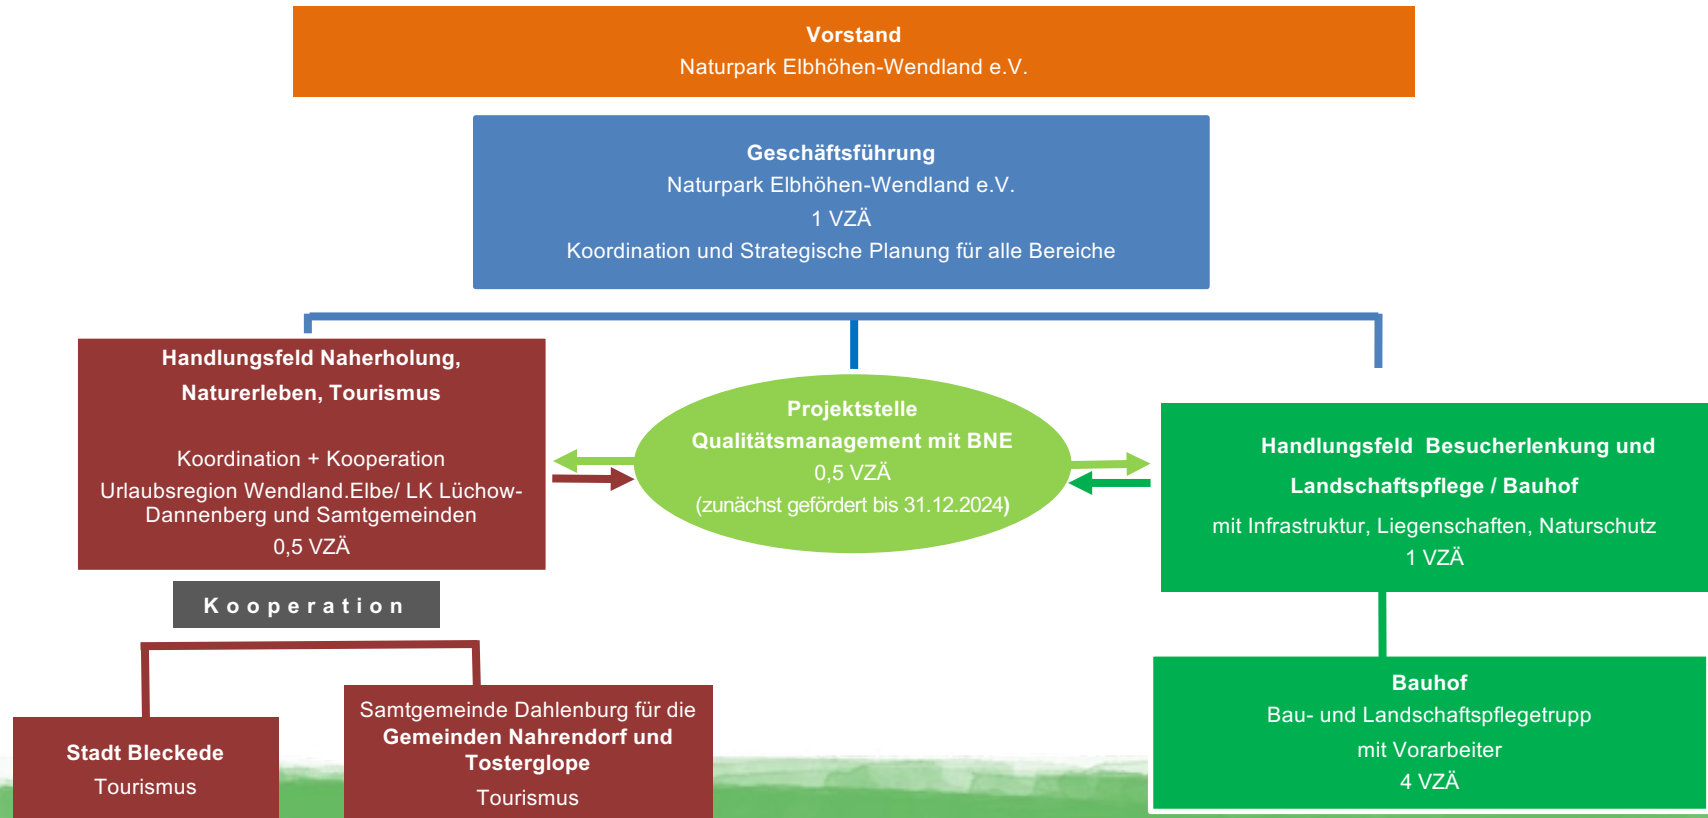 Vorstand
Naturpark Elbhöhen-Wendland e.V.
Geschäftsführung
Naturpark Elbhöhen-Wendland e.V.
1 VZÄ
Koordination und Strategische Planung für alle Bereiche
Handlungsfeld Naherholung,
Naturerleben, Tourismus
Koordination + Kooperation
Urlaubsregion Wendland.Elbe/ LK Lüchow-
Dannenberg und Samtgemeinden
0,5 VZÄ
Projektstelle
Qualitätsmanagement mit BNE
0,5 VZÄ
(zunächst gefördert bis 31.12.2024)
Handlungsfeld Besucherlenkung und
Landschaftspflege / Bauhof
mit Infrastruktur, Liegenschaften, Naturschutz
1 VZÄ
Kooperation
Stadt Bleckede
Tourismus
Samtgemeinde Dahlenburg für die
Gemeinden Nahrendorf und
Tosterglope
Tourismus
Bauhof
Bau- und Landschaftspflegetrupp
mit Vorarbeiter
4 VZÄ